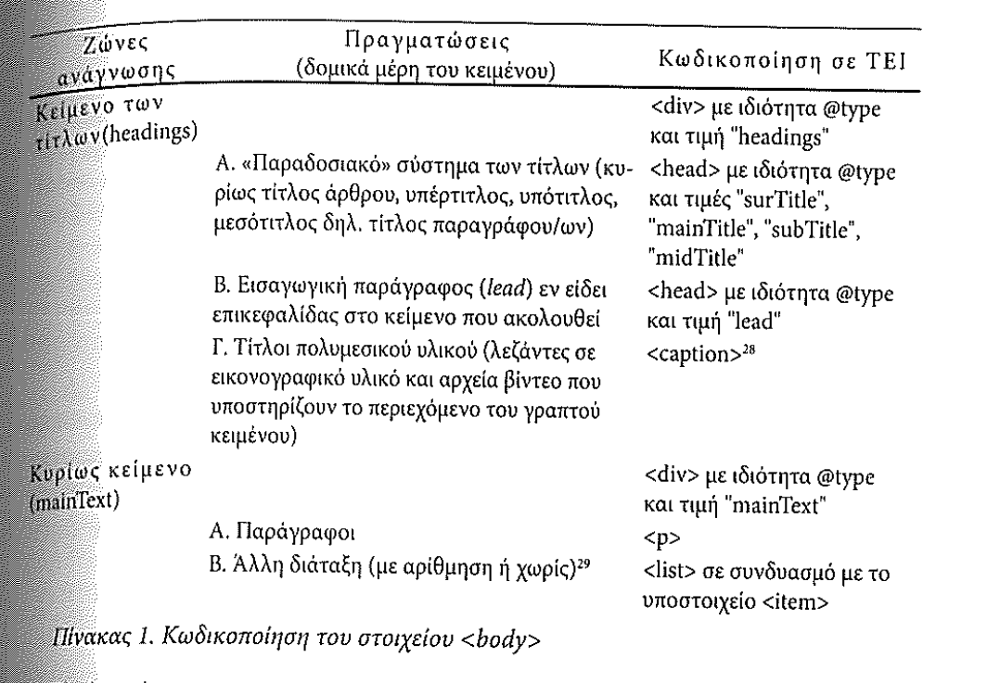 Ζώνες
ανάγνωσης
Πραγματώσεις
(δομικά μέρη του κειμένου)
Κωδικοποίηση σε TEI
Κείμενο των
τίτλων(headings)
<div> με ιδιότητα @type
και τιμή "headings"
Α. «Παραδοσιακό» σύστημα των τίτλων (κυ-
ρίως τίτλος άρθρου, υπέρτιτλος, υπότιτλος,
μεσότιτλος δηλ. τίτλος παραγράφου/ων)
<head> με ιδιότητα @type
και τιμές "surTitle",
"mainTitle", "subTitle",
"midTitle"
Β. Εισαγωγική παράγραφος (lead) εν είδει
επικεφαλίδας στο κείμενο που ακολουθεί
<head> με ιδιότητα @type
και τιμή "lead"
Γ. Τίτλοι πολυμεσικού υλικού (λεζάντες σε
εικονογραφικό υλικό και αρχεία βίντεο που
υποστηρίζουν το περιεχόμενο του γραπτού
κειμένου)
<caption>28
Κυρίως κείμενο
(mainText)
<div> με ιδιότητα @type
και τιμή "mainText"
Α. Παράγραφοι
<p>
Β. Άλλη διάταξη (με αρίθμηση ή χωρίς)29
<list> σε συνδυασμό με το
υποστοιχείο <item>
Πίνακας 1. Κωδικοποίηση του στοιχείου <body>